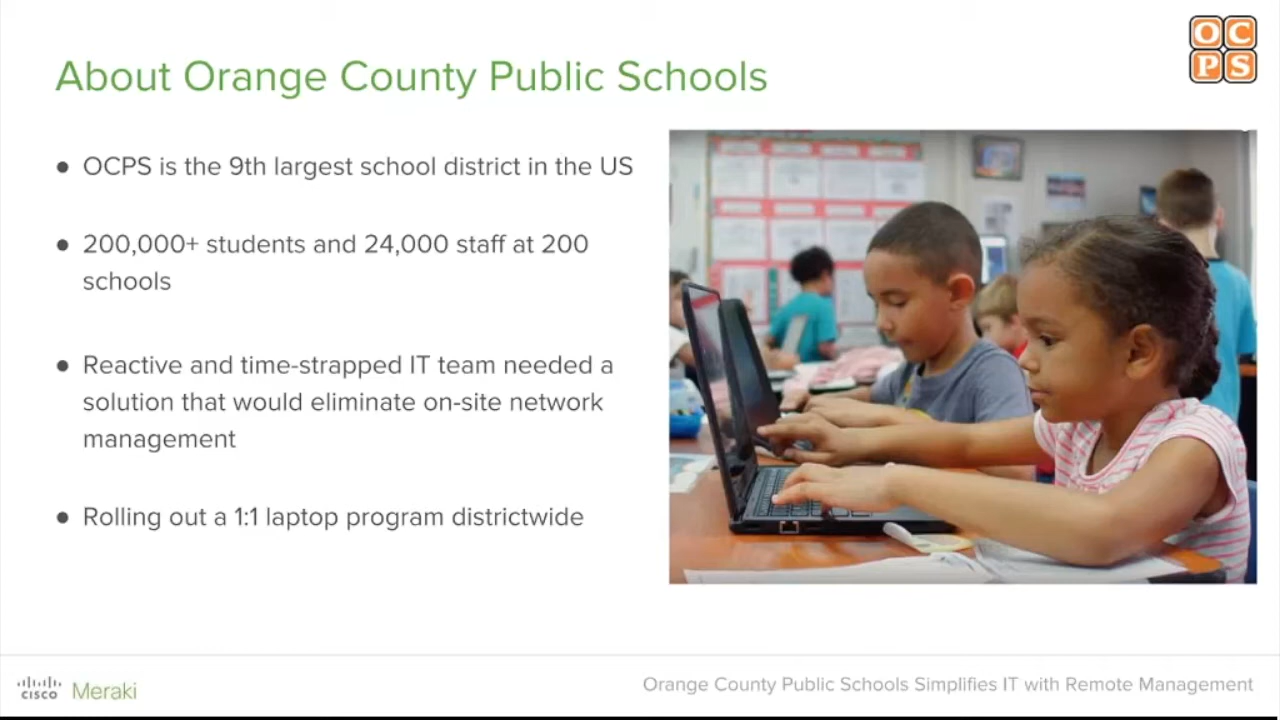 OC
PS
About Orange County Public Schools
● OCPS is the 9th largest school district in the US
● 200,000+ students and 24,000 staff at 200
schools
● Reactive and time-strapped IT team needed a
solution that would eliminate on-site network
management
● Rolling out a 1:1 laptop program districtwide
cisco Meraki
Orange County Public Schools Simplifies IT with Remote Management